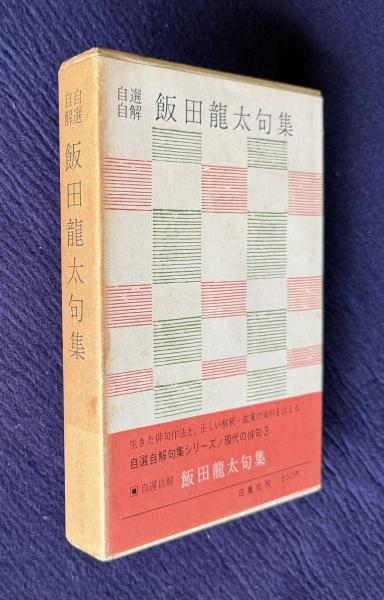 自選
自解 飯田龍太句集
自選
自解 飯田龍太句集
生きた俳句作法と、正しい解釈・鑑賞の資料を伝える
自選自解句集シリーズ/現代の俳句3
■自選自解 飯田龍太句集
白凰社刊 650円